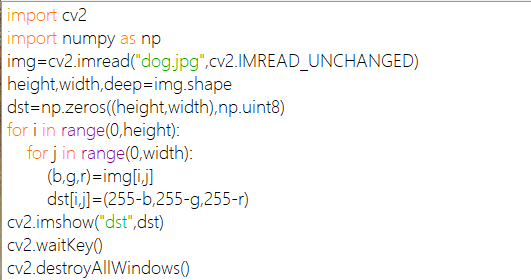 import cv2
import numpy as np
img=cv2.imread("dog.jpg",cv2.IMREAD_UNCHANGED)
height,width,deep=img.shape
dst=np.zeros((height,width),np.uint8)
for i in range(0,height):
    for j in range(0,width):
        (b,g,r)=img[i,j]
        dst[i,j]=(255-b,255-g,255-r)
cv2.imshow("dst",dst)
cv2.waitKey()
cv2.destroyAllWindows()